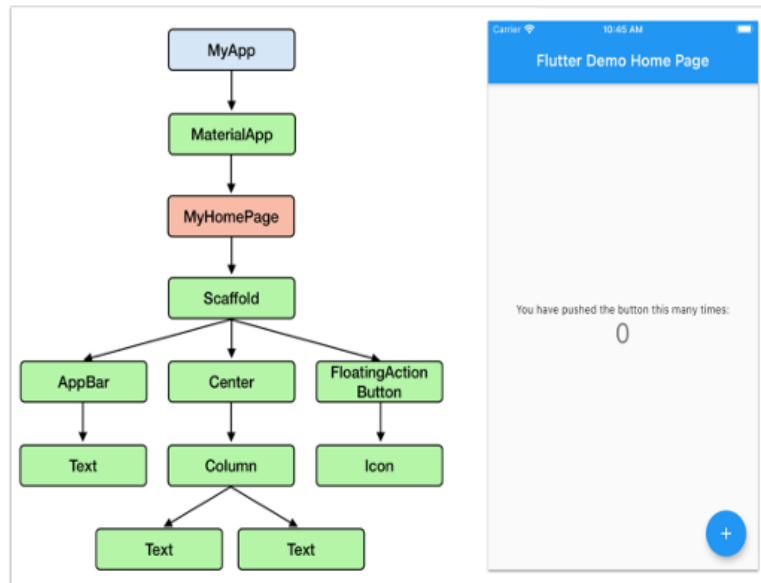 MyApp
MaterialApp
MyHomePage
Scaffold
AppBar
Center
FloatingAction
Button
Text
Column
Icon
Text
Text
Carrier
10:45 AM
Flutter Demo Home Page
You have pushed the button this many times:
0
+